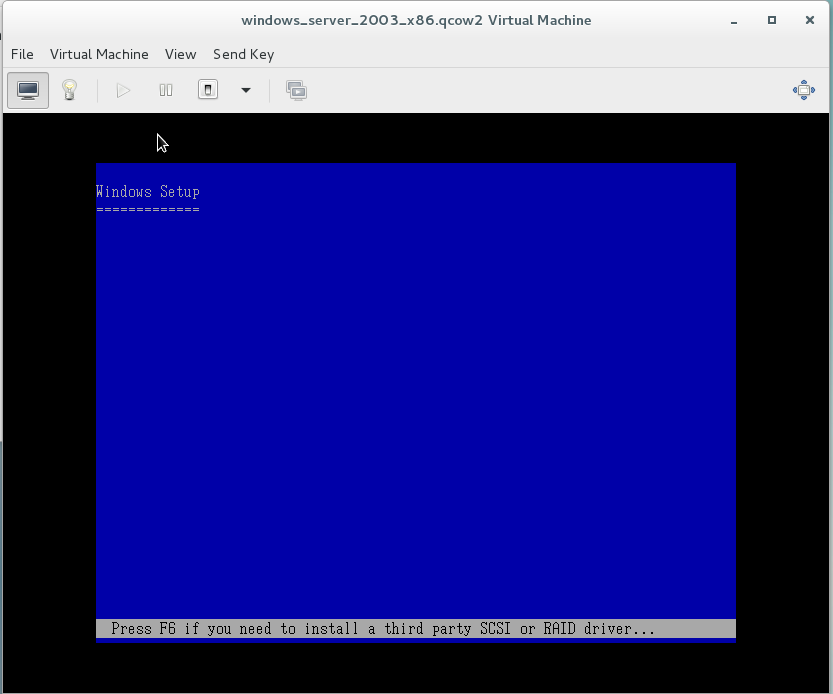 windows_server_2003_x86.qcow2 Virtual Machine
File Virtual Machine View Send Key
Windows Setup
=============
Press F6 if you need to install a third party SCSI or RAID driver...